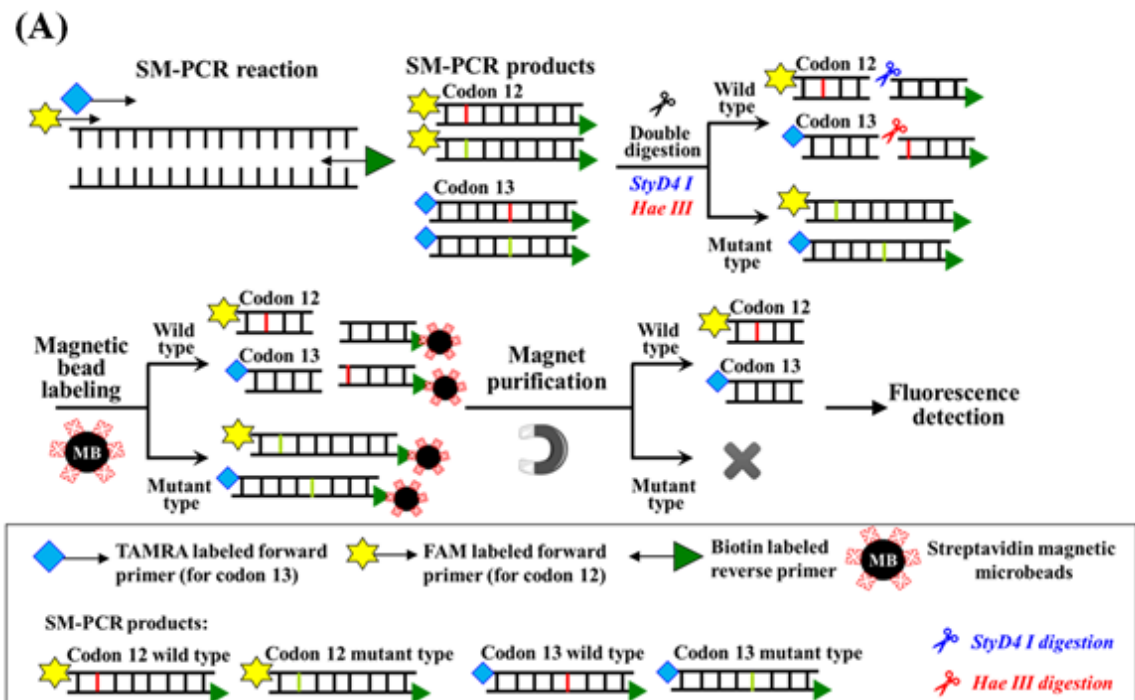 (A)
SM-PCR reaction
SM-PCR products
Codon 12
Codon 13
Double
digestion
StyD4 I
Hae III
Wild
type
Codon 12
Codon 13
Mutant
type
Magnetic
bead
labeling
MB
Wild
type
Codon 12
Codon 13
Mutant
type
Magnet
purification
Wild
type
Codon 12
Codon 13
Mutant
type
Fluorescence
detection
TAMRA labeled forward
primer (for codon 13)
FAM labeled forward
primer (for codon 12)
Biotin labeled
reverse primer
MB
Streptavidin magnetic
microbeads
SM-PCR products:
Codon 12 wild type
Codon 12 mutant type
Codon 13 wild type
Codon 13 mutant type
StyD4 I digestion
Hae III digestion